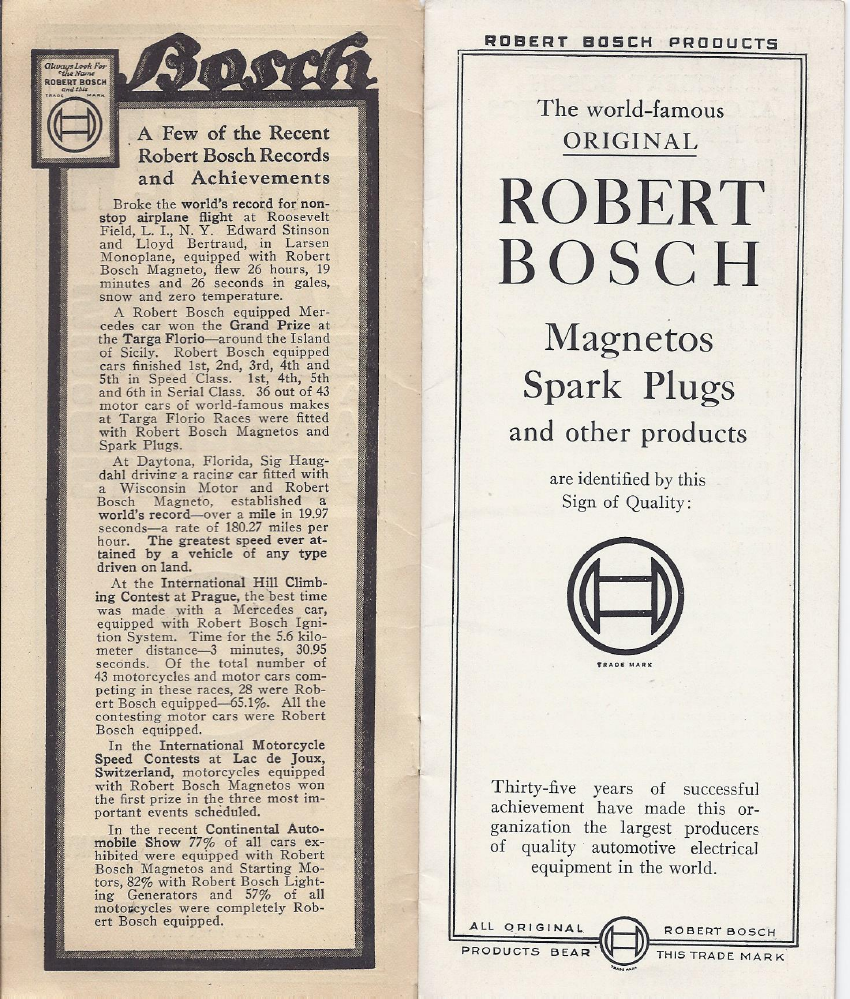 Bosch
Always Look For
the Name
ROBERT BOSCH
and this
TRADE MARK
A Few of the Recent
Robert Bosch Records
and Achievements
Broke the world's record for non-
stop airplane flight at Roosevelt
Field, L. I., N. Y. Edward Stinson
and Lloyd Bertraud, in Larsen
Monoplane, equipped with Robert
Bosch Magneto, flew 26 hours, 19
minutes and 26 seconds in gales,
snow and zero temperature.
A Robert Bosch equipped Mer-
cedes car won the Grand Prize at
the Targa Florio—around the Island
of Sicily. Robert Bosch equipped
cars finished 1st, 2nd, 3rd, 4th and
5th in Speed Class. 1st, 4th, 5th
and 6th in Serial Class. 36 out of 43
motor cars of world-famous makes
at Targa Florio Races were fitted
with Robert Bosch Magnetos and
Spark Plugs.
At Daytona, Florida, Sig Haug-
dahl driving a racing car fitted with
a Wisconsin Motor and Robert
Bosch Magneto, established a
world's record—over a mile in 19.97
seconds—a rate of 180.27 miles per
hour. The greatest speed ever at-
tained by a vehicle of any type
driven on land.
At the International Hill Climb-
ing Contest at Prague, the best time
was made with a Mercedes car,
equipped with Robert Bosch Igni-
tion System. Time for the 5.6 kilo-
meter distance—3 minutes, 30.95
seconds. Of the total number of
43 motorcycles and motor cars com-
peting in these races, 28 were Rob-
ert Bosch equipped—65.1%. All the
contesting motor cars were Robert
Bosch equipped.
In the International Motorcycle
Speed Contests at Lac de Joux,
Switzerland, motorcycles equipped
with Robert Bosch Magnetos won
the first prize in the three most im-
portant events scheduled.
In the recent Continental Auto-
mobile Show 77% of all cars ex-
hibited were equipped with Robert
Bosch Magnetos and Starting Mo-
tors, 82% with Robert Bosch Light-
ing Generators and 57% of all
motorcycles were completely Rob-
ert Bosch equipped.
ROBERT BOSCH PRODUCTS
The world-famous
ORIGINAL
ROBERT
BOSCH
Magnetos
Spark Plugs
and other products
are identified by this
Sign of Quality:
TRADE MARK
Thirty-five years of successful
achievement have made this or-
ganization the largest producers
of quality automotive electrical
equipment in the world.
ALL ORIGINAL ROBERT BOSCH
PRODUCTS BEAR THIS TRADE MARK
TRADE MARK